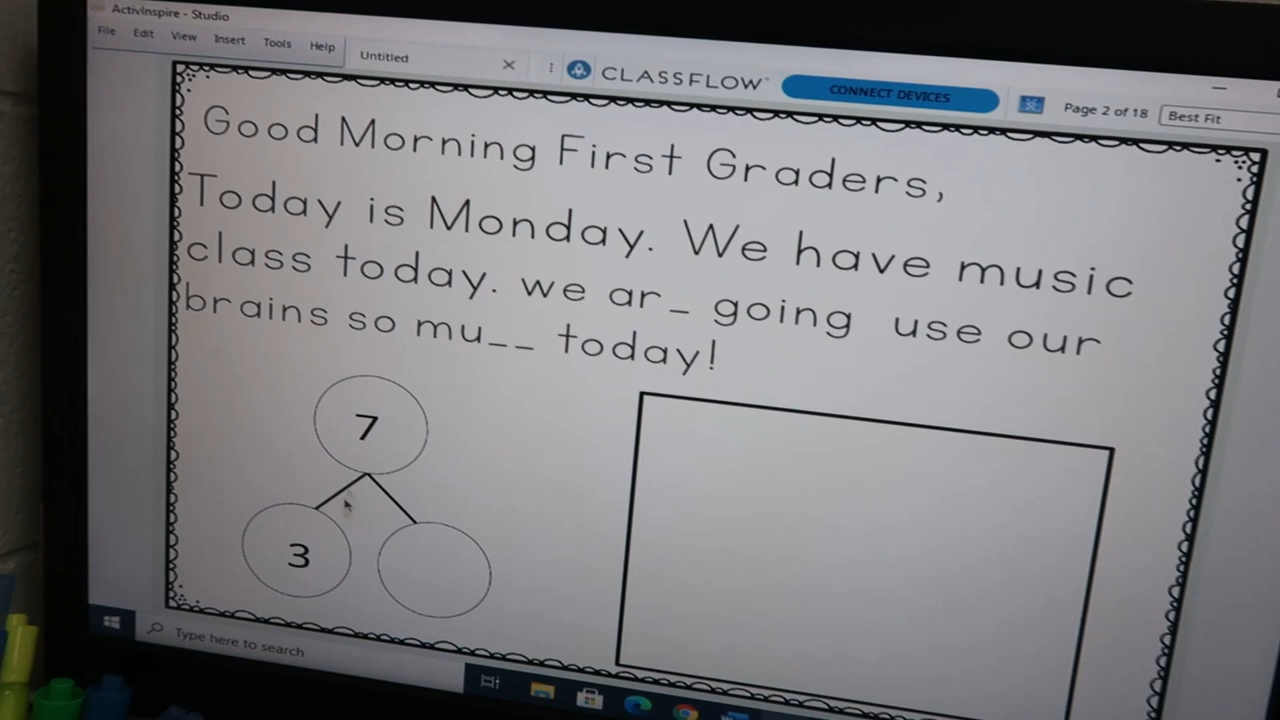 ActivInspire - Studio
File Edit View Insert Tools Help
Untitled
CLASSFLOW
CONNECT DEVICES
Page 2 of 18
Best Fit
Good Morning First Graders,
Today is Monday. We have music
class today. we ar_ going  use our
brains so mu__ today!
7
3
Type here to search